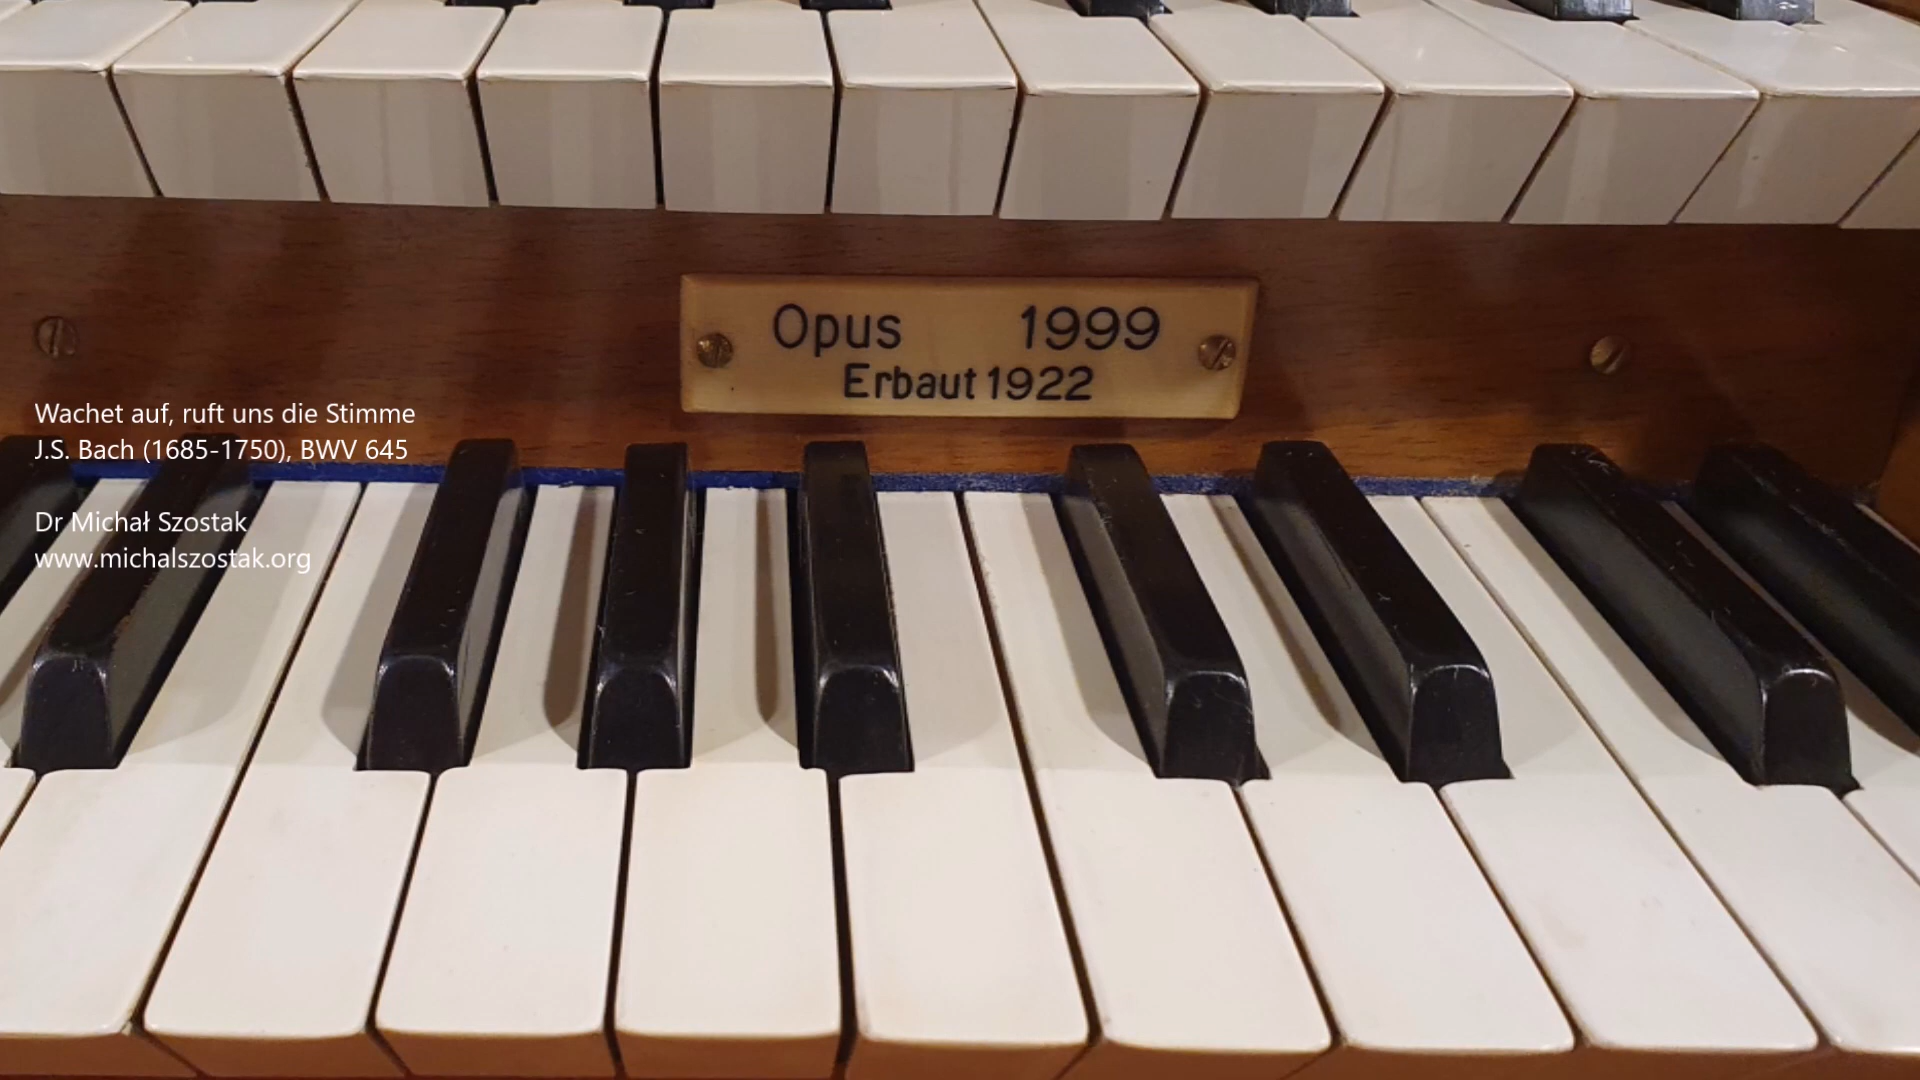 Opus 1999
Erbaut 1922
Wachet auf, ruft uns die Stimme
J.S. Bach (1685-1750), BWV 645
Dr Michał Szostak
www.michalszostak.org